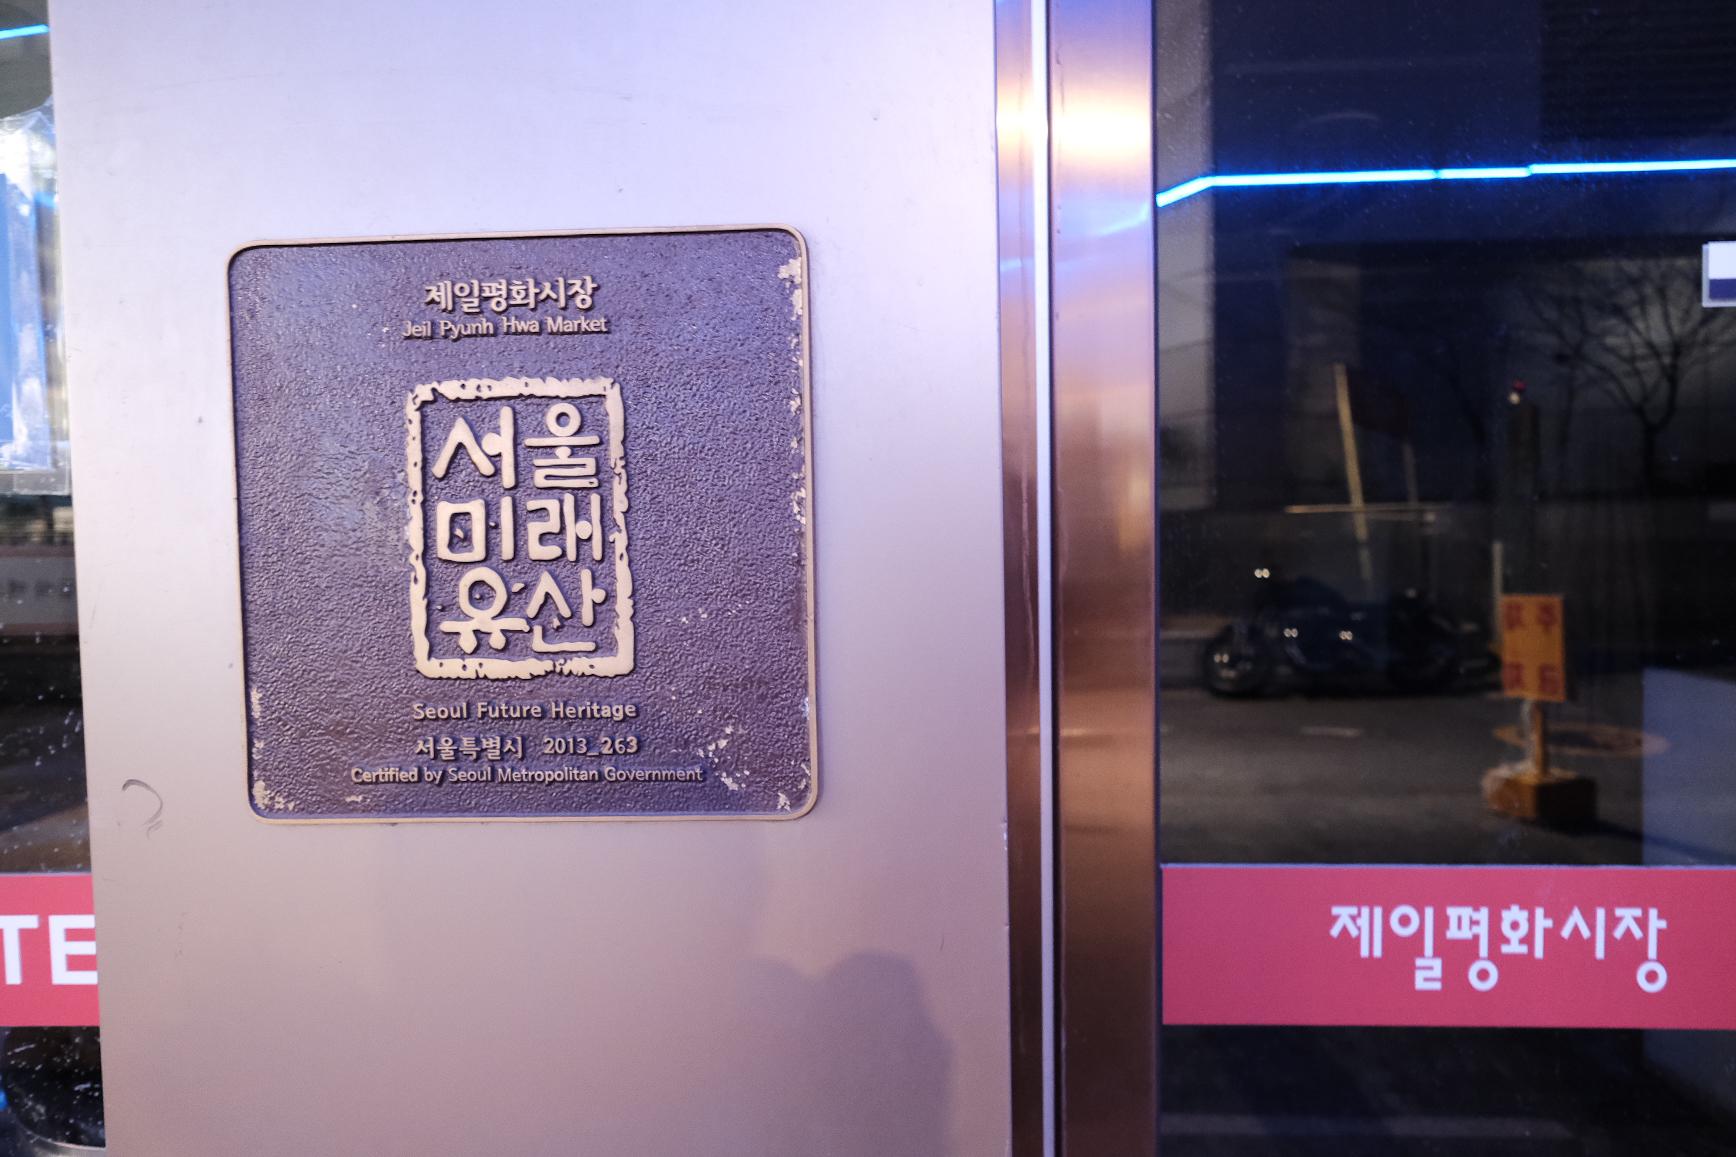 제일평화시장
Jeil Pyunh Hwa Market
서울
미래
유산
Seoul Future Heritage
서울특별시 2013_263
Certified by Seoul Metropolitan Government
TE
제일평화시장